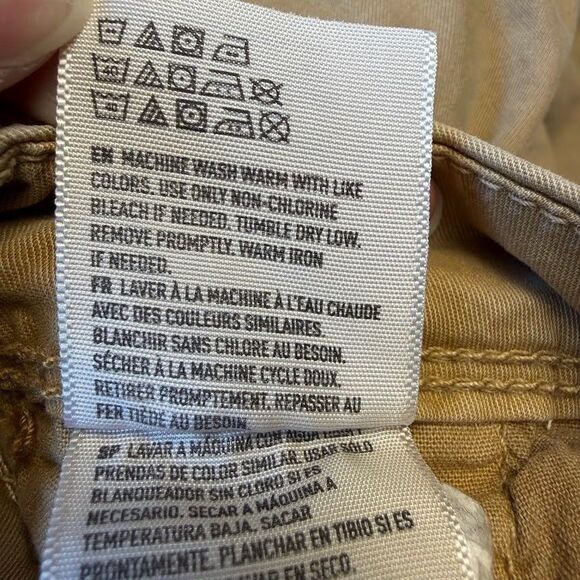 EN MACHINE WASH WARM WITH LIKE
COLORS. USE ONLY NON-CHLORINE
BLEACH IF NEEDED. TUMBLE DRY LOW.
REMOVE PROMPTLY. WARM IRON
IF NEEDED.
FR LAVER À LA MACHINE À L'EAU CHAUDE
AVEC DES COULEURS SIMILAIRES.
BLANCHIR SANS CHLORE AU BESOIN.
SÉCHER À LA MACHINE CYCLE DOUX.
RETIRER PROMPTEMENT. REPASSER AU
FER TIÈDE AU BESOIN
SP LAVAR A MÁQUINA CON AGUA
PRENDAS DE COLOR SIMILAR. USAR SÓLO
BLANQUEADOR SIN CLORO SI ES
NECESARIO. SECAR A MÁQUINA A
TEMPERATURA BAJA. SACAR
PRONTAMENTE. PLANCHAR EN TIBIO SI ES
EN SECO.